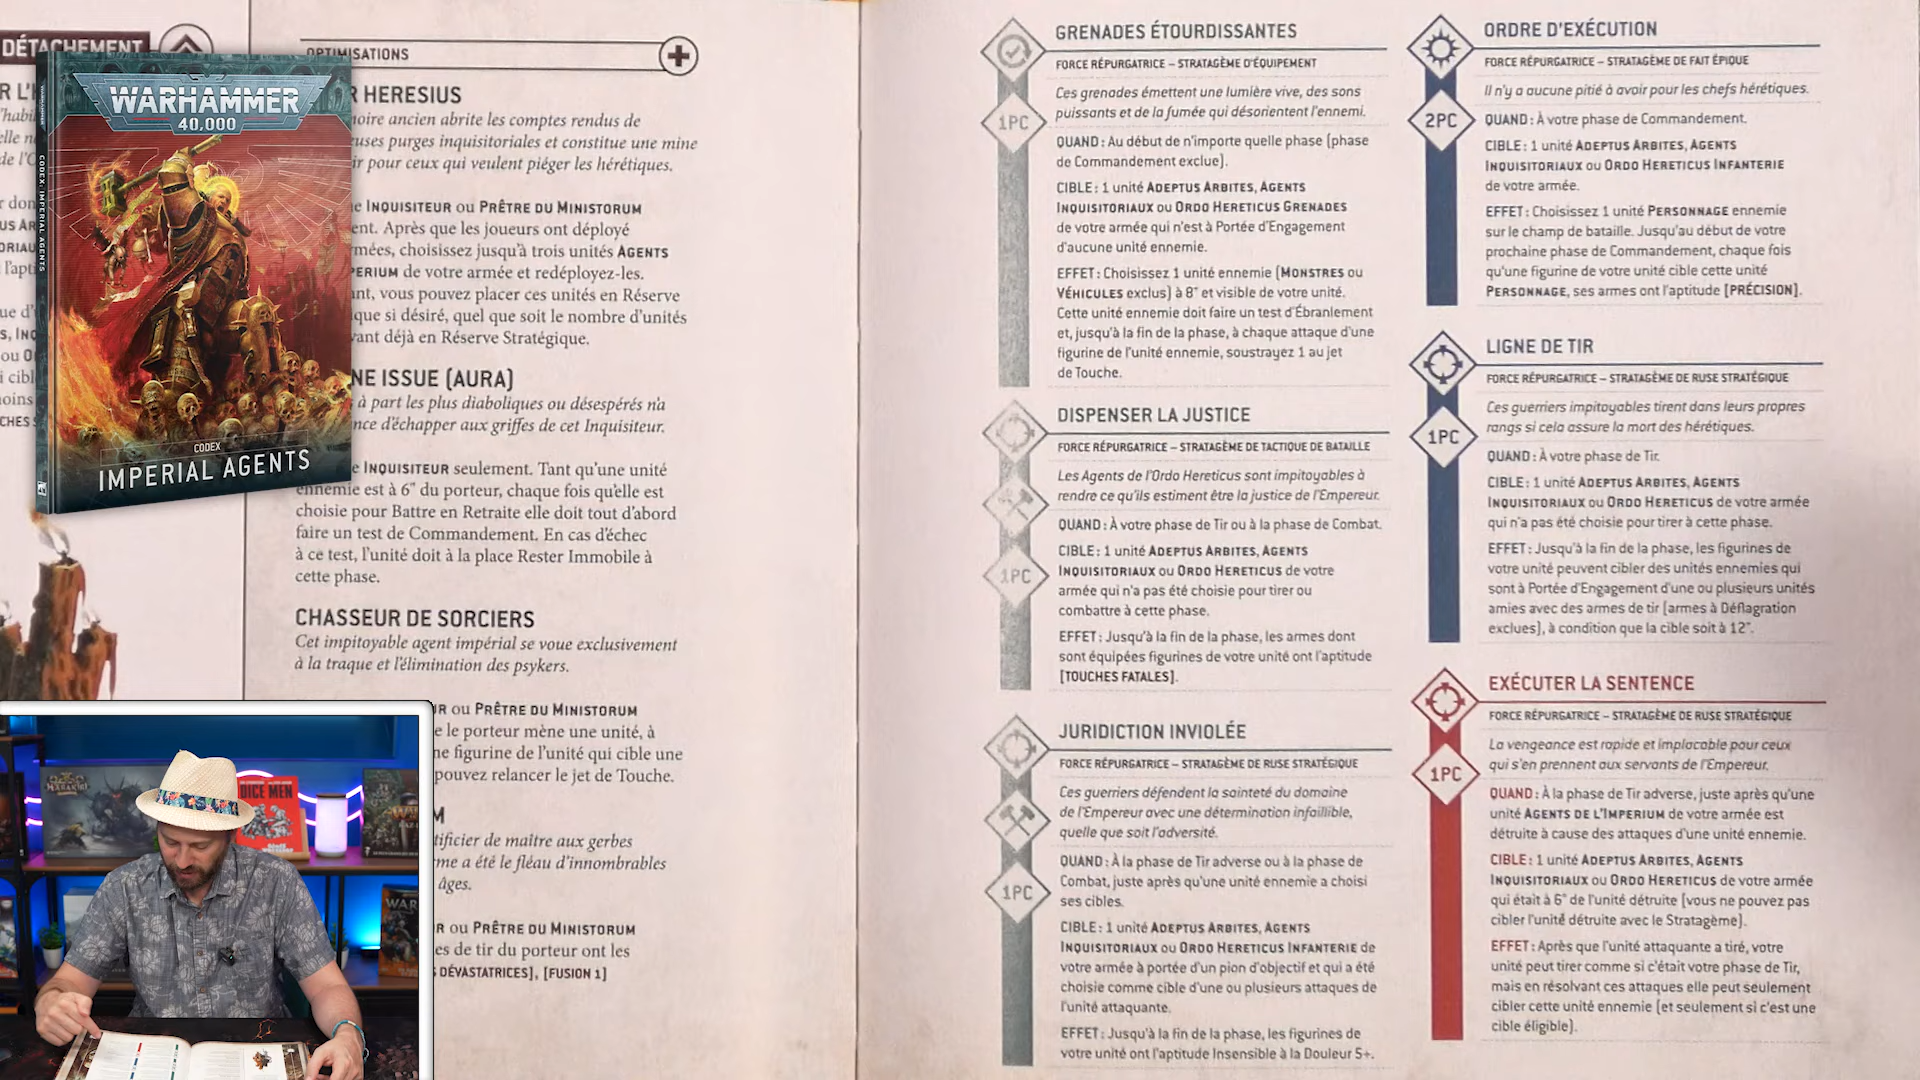 DÉTACHEMENT
WARHAMMER
40,000
CODEX: IMPERIAL AGENTS
CODEX
IMPERIAL AGENTS
OPTIMISATIONS
HERESIUS
ancien abrite les comptes rendus de
purges inquisitoriales et constitue une mine
pour ceux qui veulent piéger les hérétiques.
INQUISITEUR ou PRÊTRE DU MINISTORUM
Après que les joueurs ont déployé
choisissez jusqu'à trois unités AGENTS
de votre armée et redéployez-les.
vous pouvez placer ces unités en Réserve
si désiré, quel que soit le nombre d'unités
déjà en Réserve Stratégique.
ISSUE (AURA)
à part les plus diaboliques ou désespérés n'a
d'échapper aux griffes de cet Inquisiteur.
INQUISITEUR seulement. Tant qu'une unité
ennemie est à 6" du porteur, chaque fois qu'elle est
choisie pour Battre en Retraite elle doit tout d'abord
faire un test de Commandement. En cas d'échec
à ce test, l'unité doit à la place Rester Immobile à
cette phase.
CHASSEUR DE SORCIERS
Cet impitoyable agent impérial se voue exclusivement
à la traque et l'élimination des psykers.
ou PRÊTRE DU MINISTORUM
le porteur mène une unité, à
figurine de l'unité qui cible une
pouvez relancer le jet de Touche.
de maître aux gerbes
a été le fléau d'innombrables
âges.
ou PRÊTRE DU MINISTORUM
de tir du porteur ont les
DÉVASTATRICES], [FUSION 1]
DICE MEN
GRENADES ÉTOURDISSANTES
FORCE RÉPURGATRICE – STRATAGÈME D'ÉQUIPEMENT
Ces grenades émettent une lumière vive, des sons
puissants et de la fumée qui désorientent l'ennemi.
1PC
QUAND : Au début de n'importe quelle phase (phase
de Commandement exclue).
CIBLE : 1 unité ADEPTUS ARBITES, AGENTS
INQUISITORIAUX ou ORDO HERETICUS GRENADES
de votre armée qui n'est à Portée d'Engagement
d'aucune unité ennemie.
EFFET : Choisissez 1 unité ennemie (MONSTRES ou
VÉHICULES exclus) à 8" et visible de votre unité.
Cette unité ennemie doit faire un test d'Ébranlement
et, jusqu'à la fin de la phase, à chaque attaque d'une
figurine de l'unité ennemie, soustrayez 1 au jet
de Touche.
DISPENSER LA JUSTICE
FORCE RÉPURGATRICE – STRATAGÈME DE TACTIQUE DE BATAILLE
Les Agents de l'Ordo Hereticus sont impitoyables à
rendre ce qu'ils estiment être la justice de l'Empereur.
QUAND : À votre phase de Tir ou à la phase de Combat.
CIBLE : 1 unité ADEPTUS ARBITES, AGENTS
INQUISITORIAUX ou ORDO HERETICUS de votre
1PC
armée qui n'a pas été choisie pour tirer ou
combattre à cette phase.
EFFET : Jusqu'à la fin de la phase, les armes dont
sont équipées figurines de votre unité ont l'aptitude
[TOUCHES FATALES].
JURIDICTION INVIOLÉE
FORCE RÉPURGATRICE – STRATAGÈME DE RUSE STRATÉGIQUE
Ces guerriers défendent la sainteté du domaine
de l'Empereur avec une détermination infaillible,
quelle que soit l'adversité.
QUAND : À la phase de Tir adverse ou à la phase de
Combat, juste après qu'une unité ennemie a choisi
ses cibles.
1PC
CIBLE : 1 unité ADEPTUS ARBITES, AGENTS
INQUISITORIAUX ou ORDO HERETICUS INFANTERIE de
votre armée à portée d'un pion d'objectif et qui a été
choisie comme cible d'une ou plusieurs attaques de
l'unité attaquante.
EFFET : Jusqu'à la fin de la phase, les figurines de
votre unité ont l'aptitude Insensible à la Douleur 5+.
ORDRE D'EXÉCUTION
FORCE RÉPURGATRICE – STRATAGÈME DE FAIT ÉPIQUE
Il n'y a aucune pitié à avoir pour les chefs hérétiques.
2PC
QUAND : À votre phase de Commandement.
CIBLE : 1 unité ADEPTUS ARBITES, AGENTS
INQUISITORIAUX ou ORDO HERETICUS INFANTERIE
de votre armée.
EFFET : Choisissez 1 unité PERSONNAGE ennemie
sur le champ de bataille. Jusqu'au début de votre
prochaine phase de Commandement, chaque fois
qu'une figurine de votre unité cible cette unité
PERSONNAGE, ses armes ont l'aptitude [PRÉCISION].
LIGNE DE TIR
FORCE RÉPURGATRICE – STRATAGÈME DE RUSE STRATÉGIQUE
Ces guerriers impitoyables tirent dans leurs propres
rangs si cela assure la mort des hérétiques.
1PC
QUAND : À votre phase de Tir.
CIBLE : 1 unité ADEPTUS ARBITES, AGENTS
INQUISITORIAUX ou ORDO HERETICUS de votre armée
qui n'a pas été choisie pour tirer à cette phase.
EFFET : Jusqu'à la fin de la phase, les figurines de
votre unité peuvent cibler des unités ennemies qui
sont à Portée d'Engagement d'une ou plusieurs unités
amies avec des armes de tir (armes à Déflagration
exclues), à condition que la cible soit à 12".
EXÉCUTER LA SENTENCE
FORCE RÉPURGATRICE – STRATAGÈME DE RUSE STRATÉGIQUE
La vengeance est rapide et implacable pour ceux
qui s'en prennent aux servants de l'Empereur.
1PC
QUAND : À la phase de Tir adverse, juste après qu'une
unité AGENTS DE L'IMPERIUM de votre armée est
détruite à cause des attaques d'une unité ennemie.
CIBLE : 1 unité ADEPTUS ARBITES, AGENTS
INQUISITORIAUX ou ORDO HERETICUS de votre armée
qui était à 6" de l'unité détruite (vous ne pouvez pas
cibler l'unité détruite avec le Stratagème).
EFFET : Après que l'unité attaquante a tiré, votre
unité peut tirer comme si c'était votre phase de Tir,
mais en résolvant ces attaques elle peut seulement
cibler cette unité ennemie (et seulement si c'est une
cible éligible).